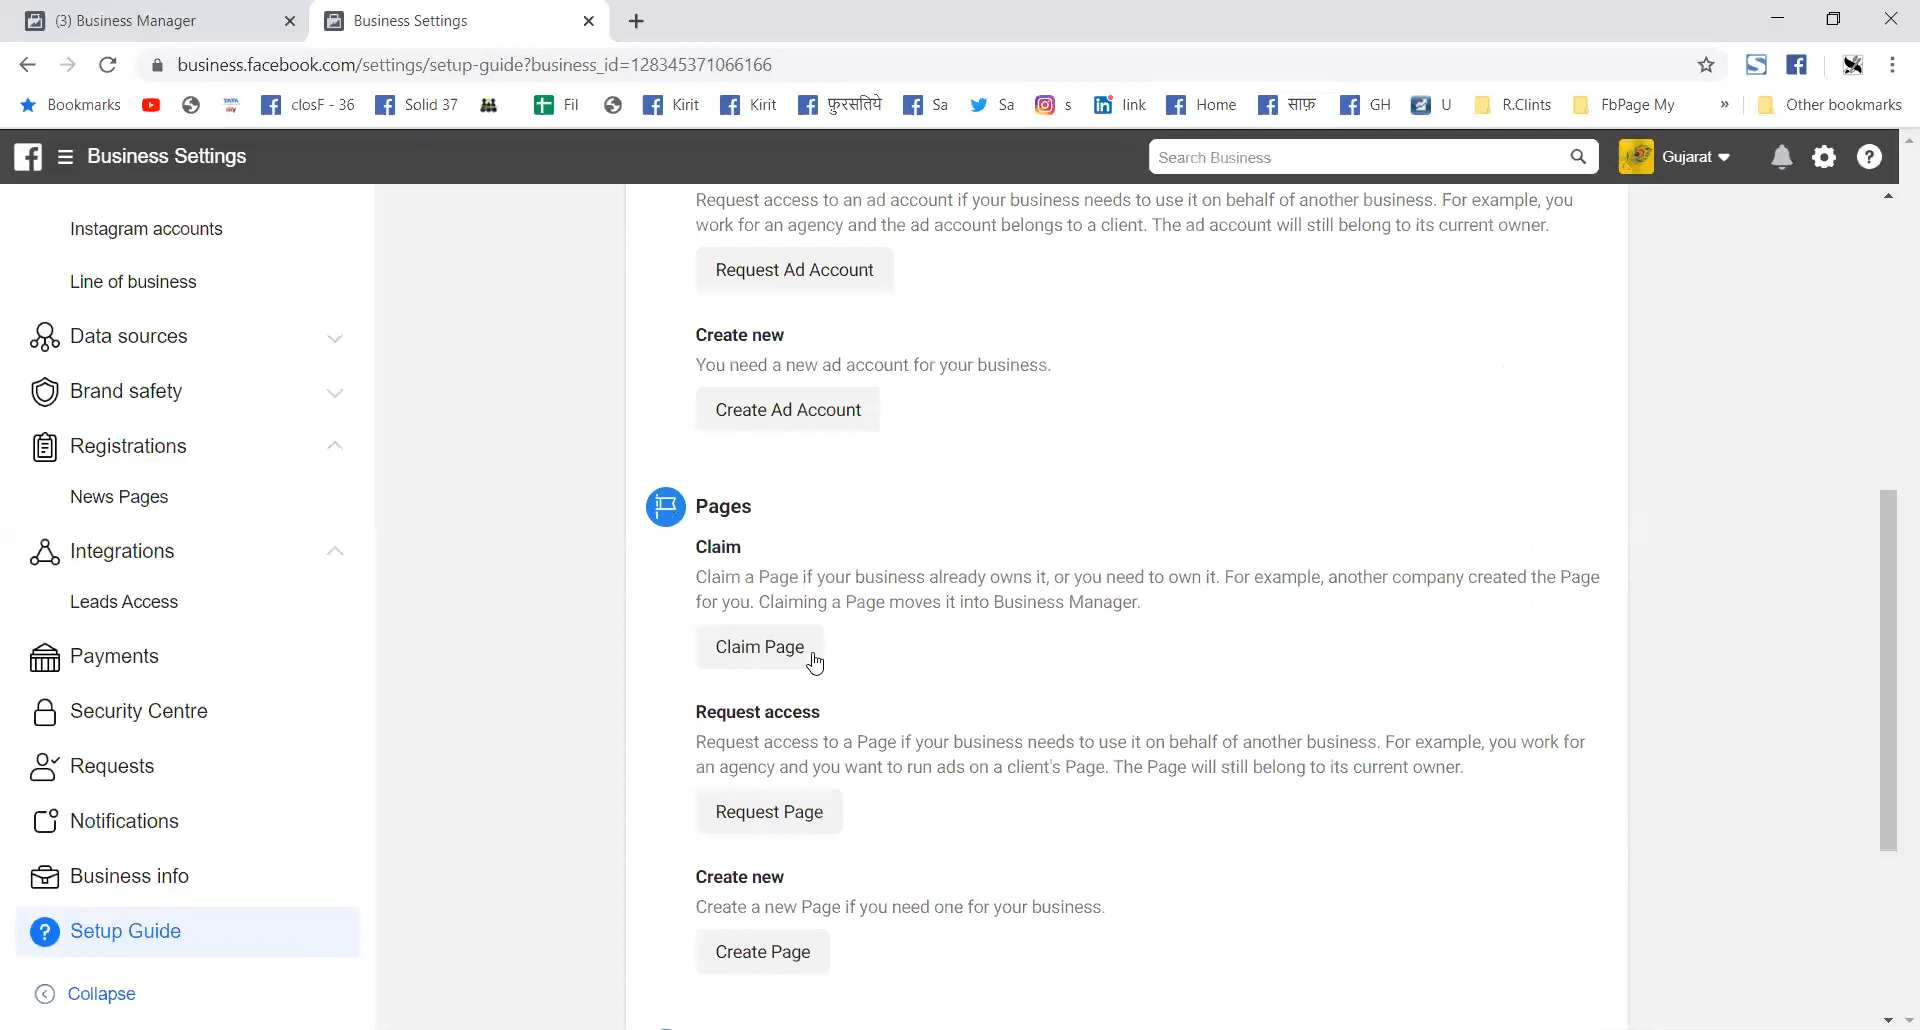 (3) Business Manager
Business Settings
business.facebook.com/settings/setup-guide?business_id=128345371066166
Bookmarks closF - 36 Solid 37 Fil Kirit Kirit फ़ुरसतिये Sa Sa s link Home साफ़ GH U R.Clints FbPage My » Other bookmarks
Business Settings
Search Business
Gujarat
Instagram accounts
Line of business
Data sources
Brand safety
Registrations
News Pages
Integrations
Leads Access
Payments
Security Centre
Requests
Notifications
Business info
Setup Guide
Collapse
Request access to an ad account if your business needs to use it on behalf of another business. For example, you
work for an agency and the ad account belongs to a client. The ad account will still belong to its current owner.
Request Ad Account
Create new
You need a new ad account for your business.
Create Ad Account
Pages
Claim
Claim a Page if your business already owns it, or you need to own it. For example, another company created the Page
for you. Claiming a Page moves it into Business Manager.
Claim Page
Request access
Request access to a Page if your business needs to use it on behalf of another business. For example, you work for
an agency and you want to run ads on a client's Page. The Page will still belong to its current owner.
Request Page
Create new
Create a new Page if you need one for your business.
Create Page